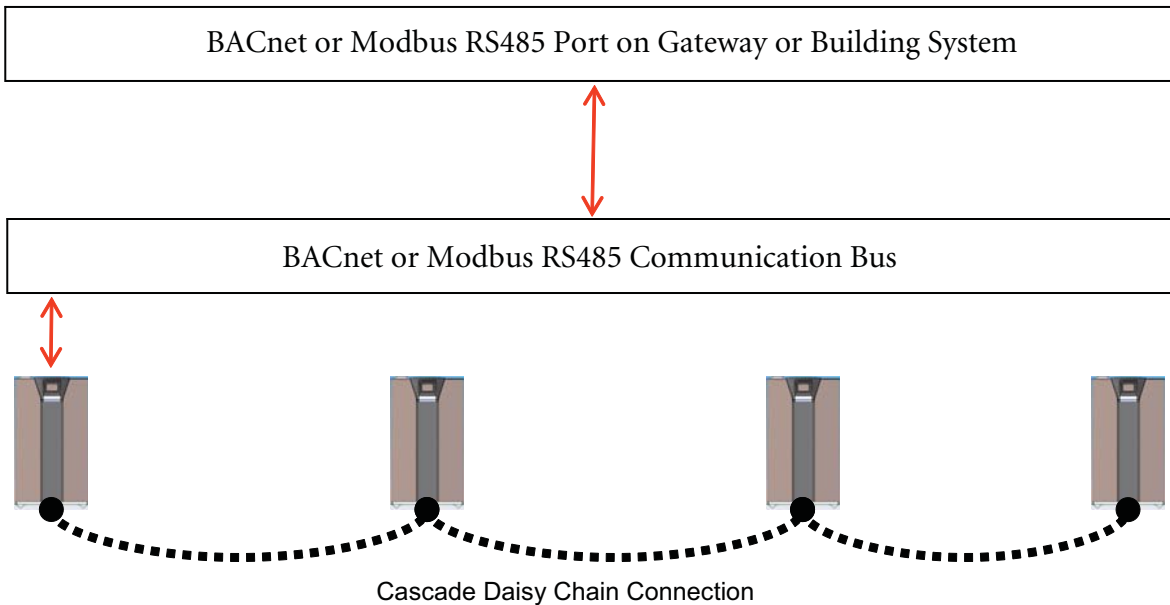 BACnet or Modbus RS485 Port on Gateway or Building System
BACnet or Modbus RS485 Communication Bus
Cascade Daisy Chain Connection